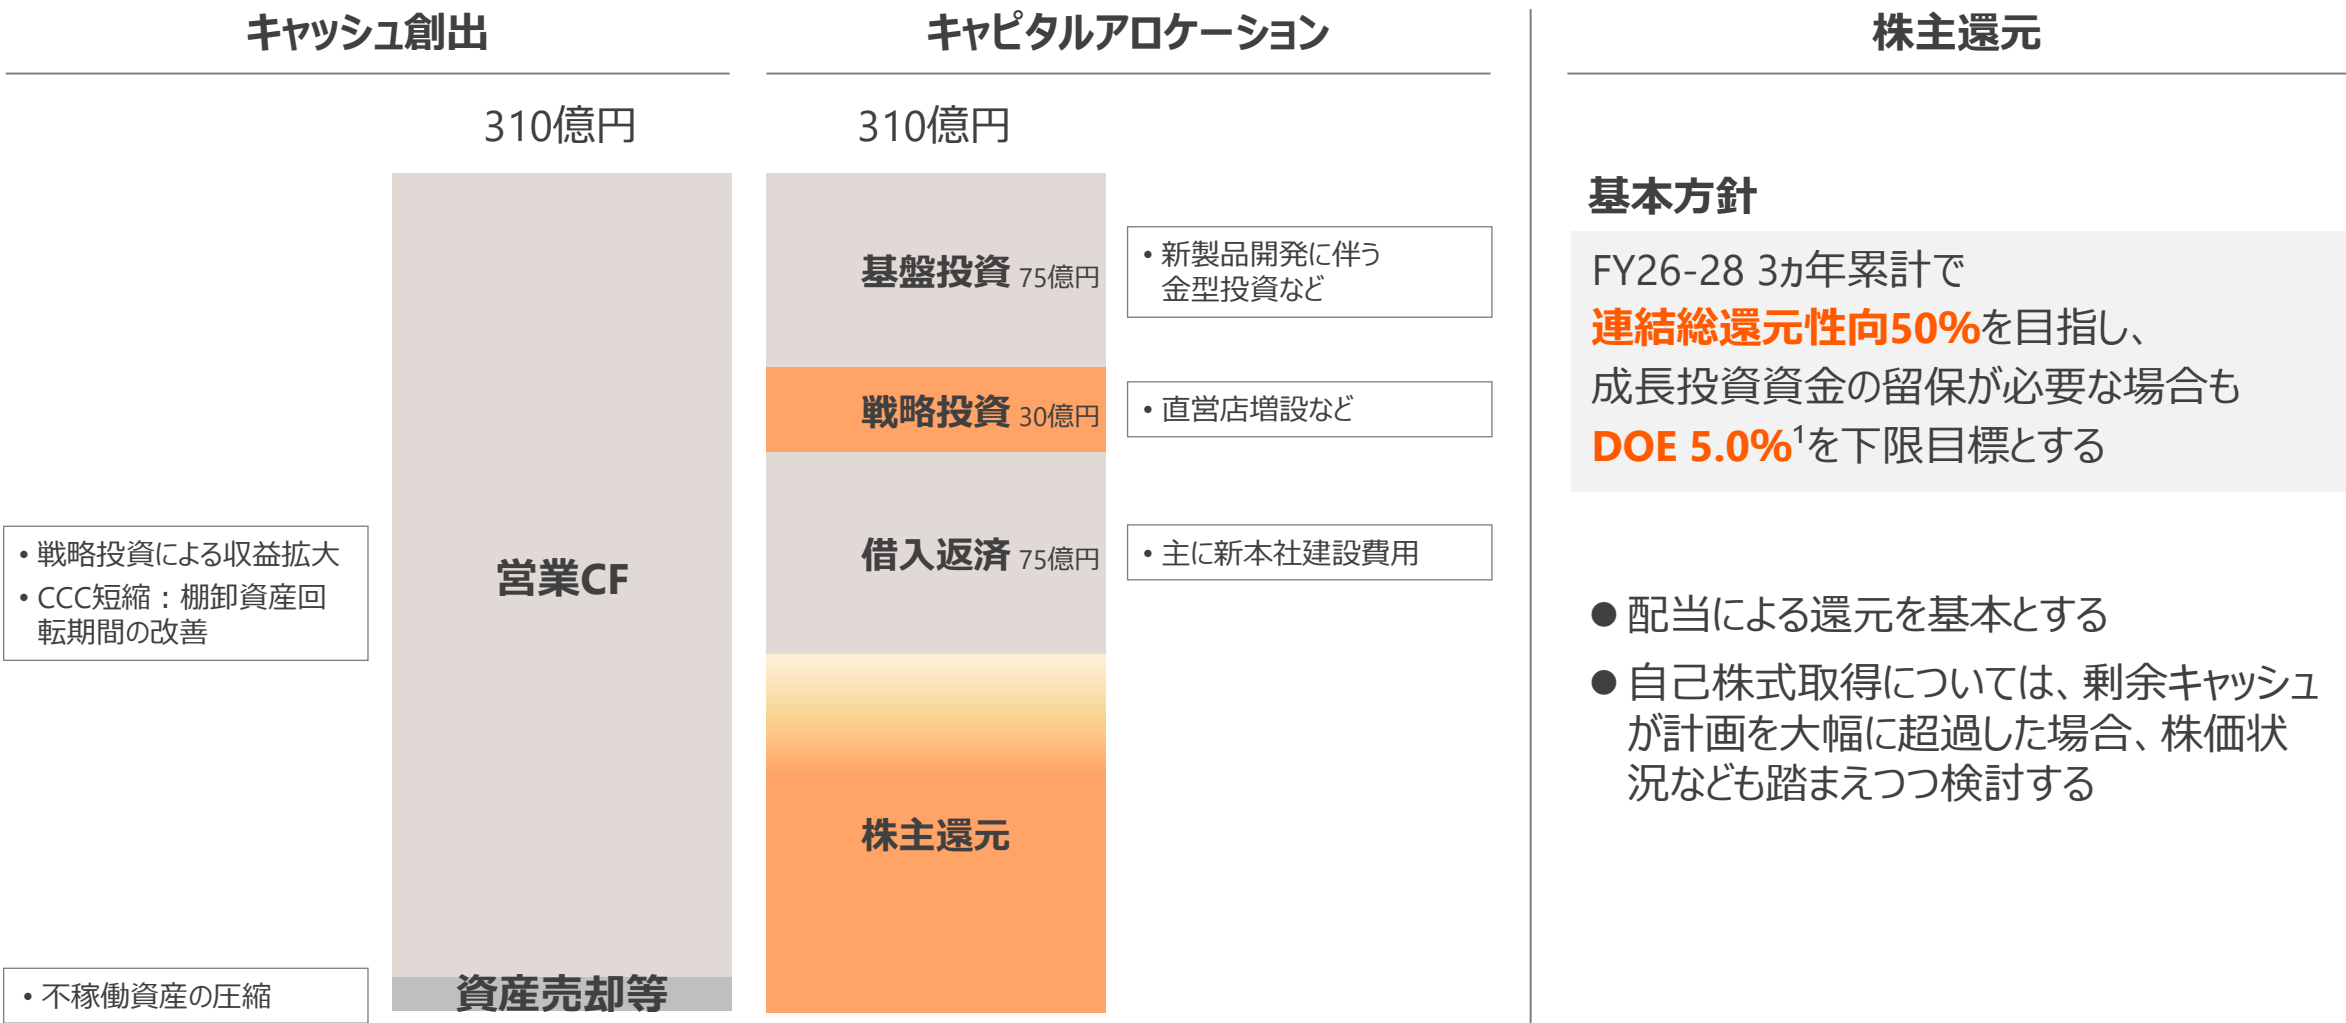 キャッシュ創出
310億円
営業CF
• 戦略投資による収益拡大
• CCC短縮：棚卸資産回
転期間の改善
資産売却等
• 不稼働資産の圧縮
キャピタルアロケーション
310億円
基盤投資 75億円
• 新製品開発に伴う
金型投資など
戦略投資 30億円
• 直営店増設など
借入返済 75億円
• 主に新本社建設費用
株主還元
株主還元
基本方針
FY26-28 3ヵ年累計で
連結総還元性向50%を目指し、
成長投資資金の留保が必要な場合も
DOE 5.0%¹を下限目標とする
● 配当による還元を基本とする
● 自己株式取得については、剰余キャッシュ
が計画を大幅に超過した場合、株価状
況なども踏まえつつ検討する